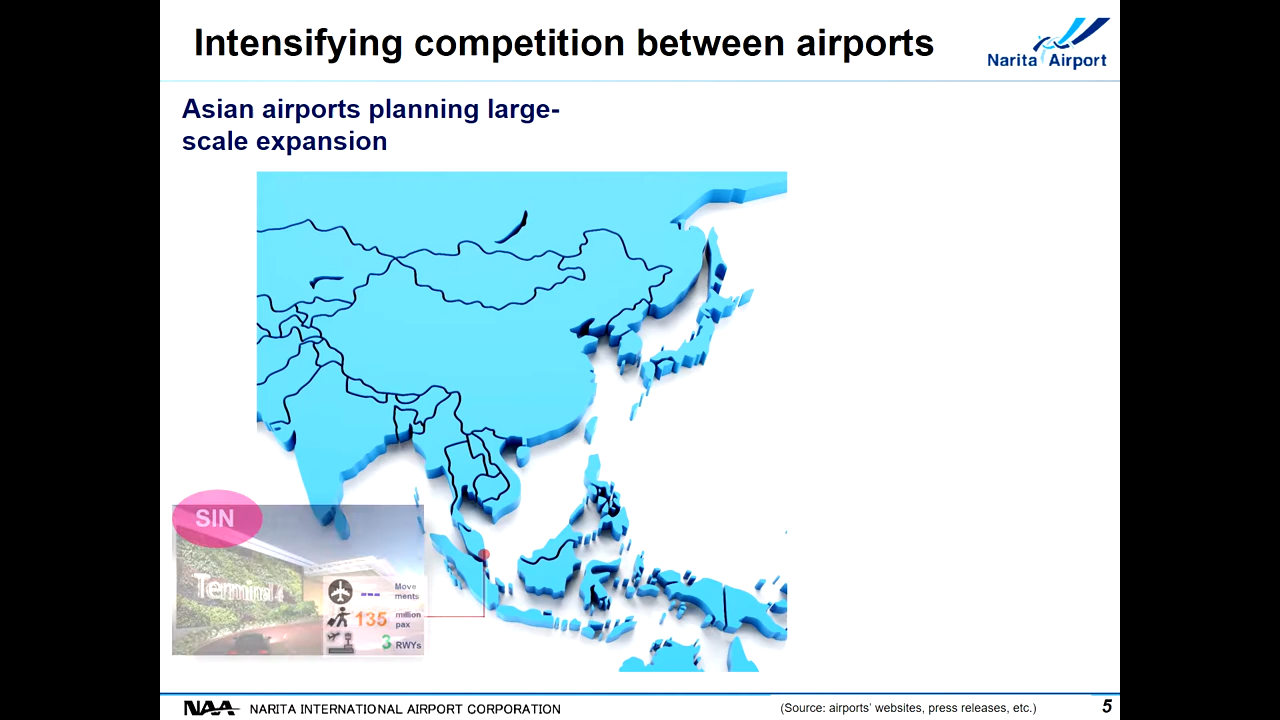 Intensifying competition between airports
Narita Airport
Asian airports planning large-
scale expansion
SIN
Terminal 4
--- Move
ments
135 million
pax
3 RWYs
NAA NARITA INTERNATIONAL AIRPORT CORPORATION
(Source: airports’ websites, press releases, etc.)
5